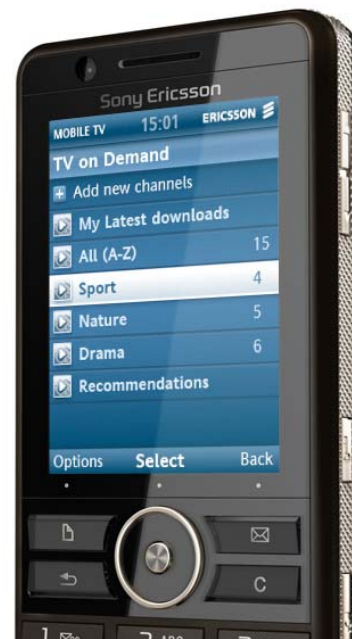 Sony Ericsson
MOBILE TV 15:01 ERICSSON
TV on Demand
Add new channels
My Latest downloads
All (A-Z) 15
Sport 4
Nature 5
Drama 6
Recommendations
Options Select Back
C